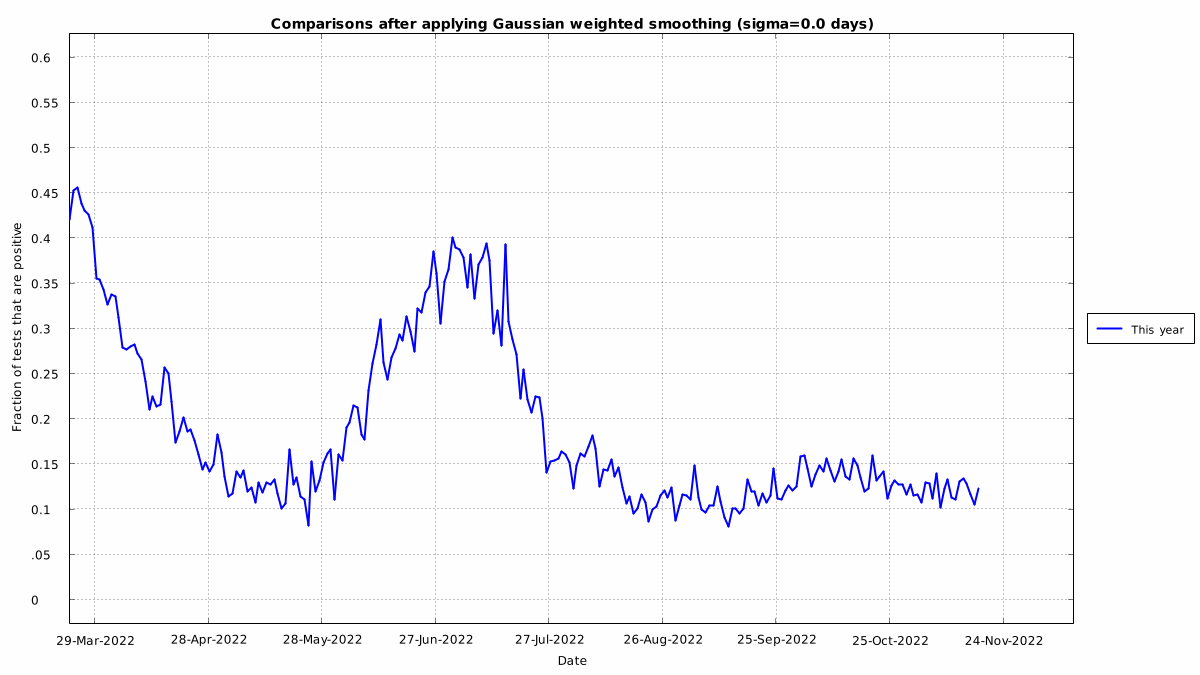 Comparisons after applying Gaussian weighted smoothing (sigma=0.0 days)
0.6
0.55
0.5
0.45
0.4
0.35
0.3
0.25
0.2
0.15
0.1
.05
0
Fraction of tests that are positive
29-Mar-2022
28-Apr-2022
28-May-2022
27-Jun-2022
27-Jul-2022
26-Aug-2022
25-Sep-2022
25-Oct-2022
24-Nov-2022
Date
This year